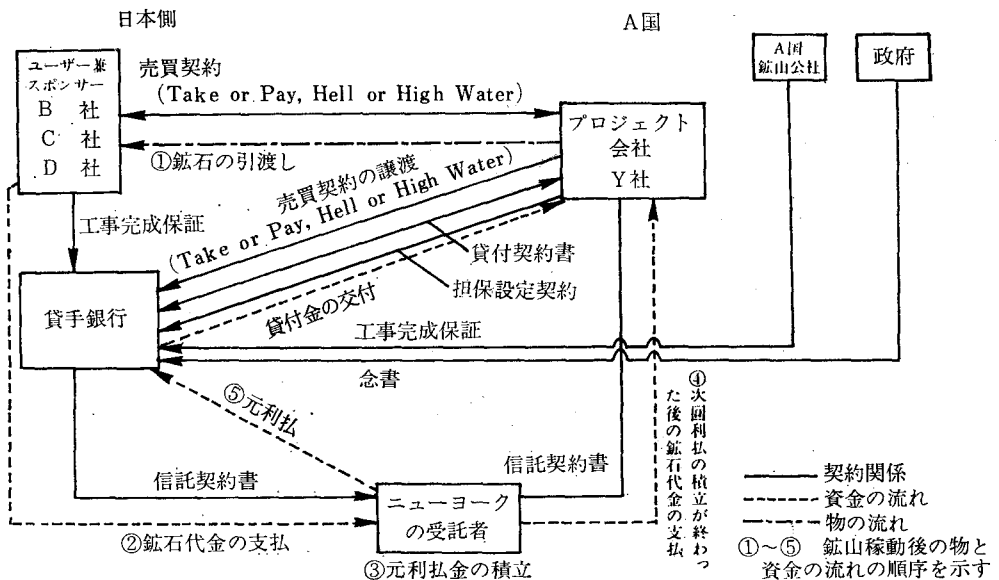 日本側
A国
ユーザー兼
スポンサー
B 社
C 社
D 社
売買契約
(Take or Pay, Hell or High Water)
①鉱石の引渡し
プロジェクト
会社
Y社
A国
鉱山公社
政府
工事完成保証
売買契約の譲渡
(Take or Pay, Hell or High Water)
貸付契約書
担保設定契約
貸付金の交付
貸手銀行
工事完成保証
念書
⑤元利払
④次回利払の積立が終わっ
た後の鉱石代金の支払
信託契約書
信託契約書
ニューヨーク
の受託者
②鉱石代金の支払
③元利払金の積立
契約関係
資金の流れ
物の流れ
①〜⑤ 鉱山稼動後の物と
資金の流れの順序を示す